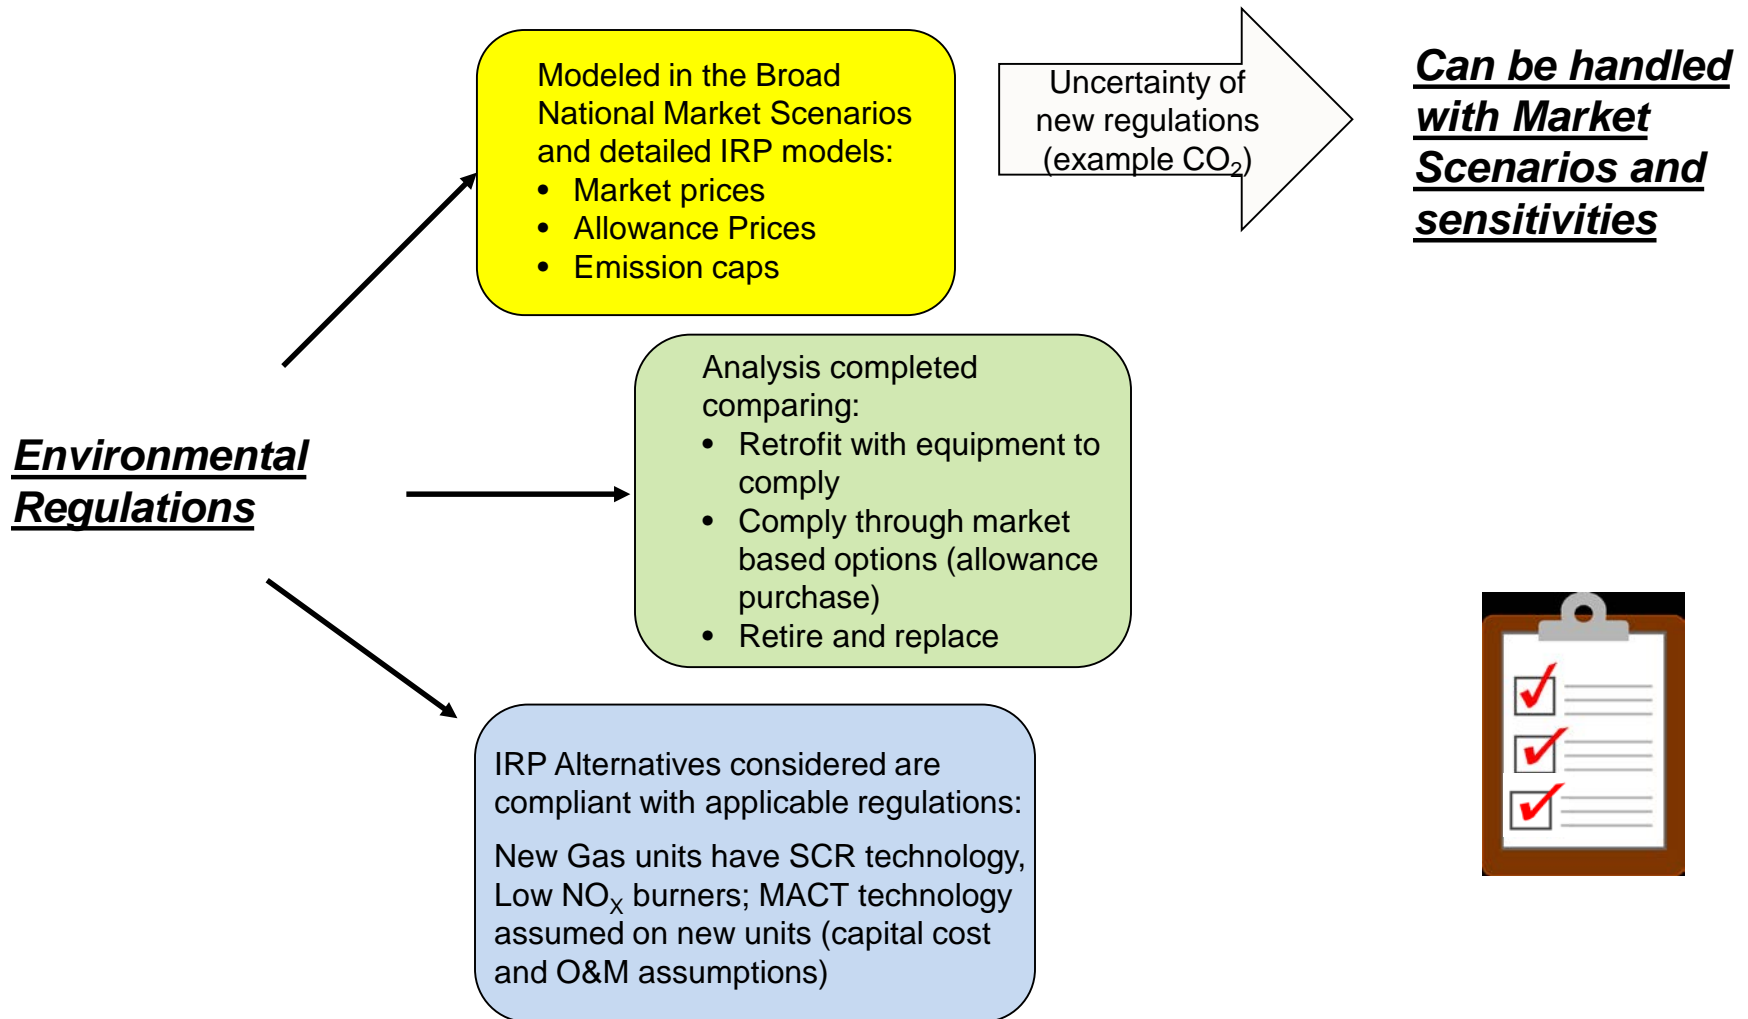 Modeled in the Broad
National Market Scenarios
and detailed IRP models:
• Market prices
• Allowance Prices
• Emission caps
Uncertainty of
new regulations
(example CO₂)
Can be handled
with Market
Scenarios and
sensitivities
Environmental
Regulations
Analysis completed
comparing:
• Retrofit with equipment to
comply
• Comply through market
based options (allowance
purchase)
• Retire and replace
IRP Alternatives considered are
compliant with applicable regulations:
New Gas units have SCR technology,
Low NOX burners; MACT technology
assumed on new units (capital cost
and O&M assumptions)